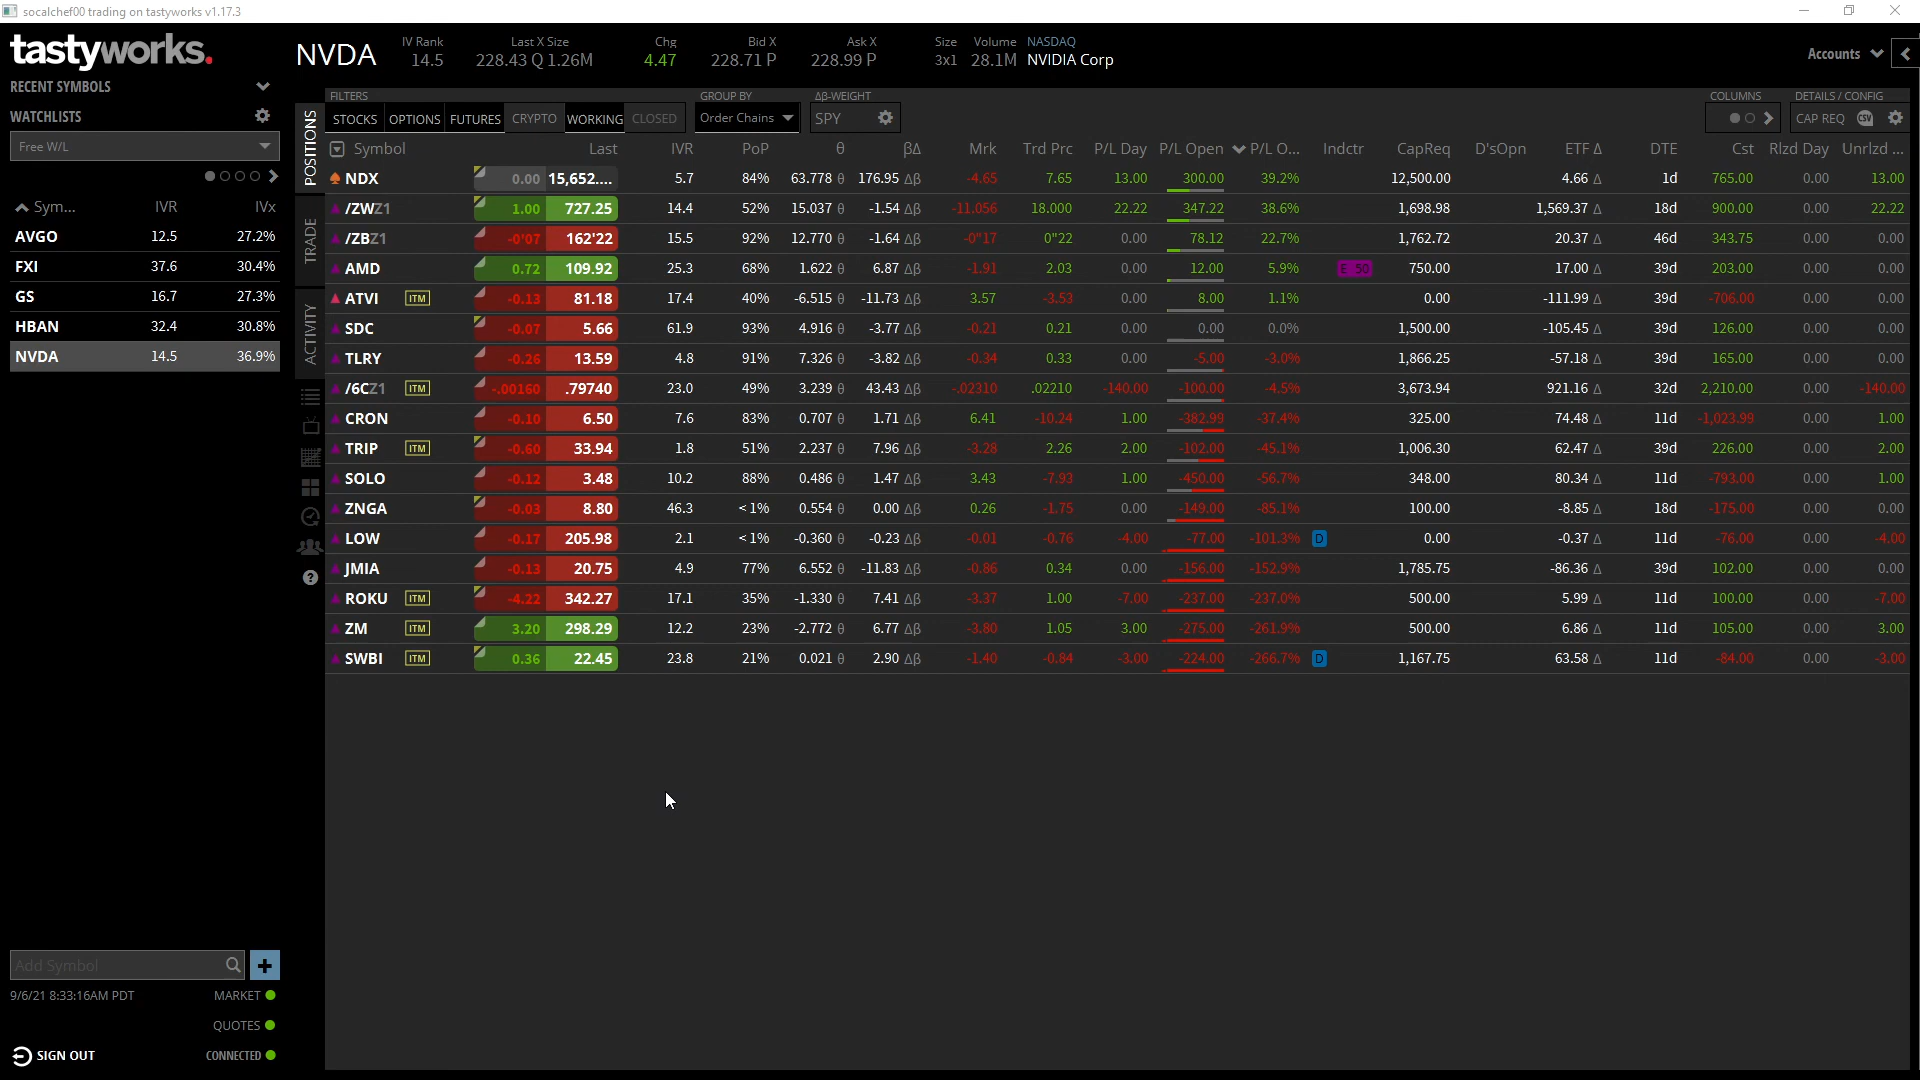 socalchef00 trading on tastyworks v1.17.3
tastyworks.
RECENT SYMBOLS
WATCHLISTS
Free W/L
Sym... IVR IVx
AVGO 12.5 27.2%
FXI 37.6 30.4%
GS 16.7 27.3%
HBAN 32.4 30.8%
NVDA 14.5 36.9%
Add Symbol
9/6/21 8:33:16AM PDT MARKET
QUOTES
SIGN OUT CONNECTED
NVDA
IV Rank Last X Size Chg Bid X Ask X Size Volume NASDAQ
14.5 228.43 Q 1.26M 4.47 228.71 P 228.99 P 3x1 28.1M NVIDIA Corp
Accounts
POSITIONS
TRADE
ACTIVITY
FILTERS GROUP BY Δβ-WEIGHT COLUMNS DETAILS / CONFIG
STOCKS OPTIONS FUTURES CRYPTO WORKING CLOSED Order Chains SPY CAP REQ CSV
Symbol Last IVR PoP θ βΔ Mrk Trd Prc P/L Day P/L Open P/L O... Indctr CapReq D'sOpn ETF Δ DTE Cst Rlzd Day Unrlzd ...
NDX 0.00 15,652.... 5.7 84% 63.778 θ 176.95 Δβ -4.65 7.65 13.00 300.00 39.2% 12,500.00 4.66 Δ 1d 765.00 0.00 13.00
/ZWZ1 1.00 727.25 14.4 52% 15.037 θ -1.54 Δβ -11.056 18.000 22.22 347.22 38.6% 1,698.98 1,569.37 Δ 18d 900.00 0.00 22.22
/ZBZ1 -0'07 162'22 15.5 92% 12.770 θ -1.64 Δβ -0"17 0"22 0.00 78.12 22.7% 1,762.72 20.37 Δ 46d 343.75 0.00 0.00
AMD 0.72 109.92 25.3 68% 1.622 θ 6.87 Δβ -1.91 2.03 0.00 12.00 5.9% E 50 750.00 17.00 Δ 39d 203.00 0.00 0.00
ATVI ITM -0.13 81.18 17.4 40% -6.515 θ -11.73 Δβ 3.57 -3.53 0.00 8.00 1.1% 0.00 -111.99 Δ 39d -706.00 0.00 0.00
SDC -0.07 5.66 61.9 93% 4.916 θ -3.77 Δβ -0.21 0.21 0.00 0.00 0.0% 1,500.00 -105.45 Δ 39d 126.00 0.00 0.00
TLRY -0.26 13.59 4.8 91% 7.326 θ -3.82 Δβ -0.34 0.33 0.00 -5.00 -3.0% 1,866.25 -57.18 Δ 39d 165.00 0.00 0.00
/6CZ1 ITM -.00160 .79740 23.0 49% 3.239 θ 43.43 Δβ -.02310 .02210 -140.00 -100.00 -4.5% 3,673.94 921.16 Δ 32d 2,210.00 0.00 -140.00
CRON -0.10 6.50 7.6 83% 0.707 θ 1.71 Δβ 6.41 -10.24 1.00 -382.99 -37.4% 325.00 74.48 Δ 11d -1,023.99 0.00 1.00
TRIP ITM -0.60 33.94 1.8 51% 2.237 θ 7.96 Δβ -3.28 2.26 2.00 -102.00 -45.1% 1,006.30 62.47 Δ 39d 226.00 0.00 2.00
SOLO -0.12 3.48 10.2 88% 0.486 θ 1.47 Δβ 3.43 -7.93 1.00 -450.00 -56.7% 348.00 80.34 Δ 11d -793.00 0.00 1.00
ZNGA -0.03 8.80 46.3 <1% 0.554 θ 0.00 Δβ 0.26 -1.75 0.00 -149.00 -85.1% 100.00 -8.85 Δ 18d -175.00 0.00 0.00
LOW -0.17 205.98 2.1 <1% -0.360 θ -0.23 Δβ -0.01 -0.76 -4.00 -77.00 -101.3% D 0.00 -0.37 Δ 11d -76.00 0.00 -4.00
JMIA -0.13 20.75 4.9 77% 6.552 θ -11.83 Δβ -0.86 0.34 0.00 -156.00 -152.9% 1,785.75 -86.36 Δ 39d 102.00 0.00 0.00
ROKU ITM -4.22 342.27 17.1 35% -1.330 θ 7.41 Δβ -3.37 1.00 -7.00 -237.00 -237.0% 500.00 5.99 Δ 11d 100.00 0.00 -7.00
ZM ITM 3.20 298.29 12.2 23% -2.772 θ 6.77 Δβ -3.80 1.05 3.00 -275.00 -261.9% 500.00 6.86 Δ 11d 105.00 0.00 3.00
SWBI ITM 0.36 22.45 23.8 21% 0.021 θ 2.90 Δβ -1.40 -0.84 -3.00 -224.00 -266.7% D 1,167.75 63.58 Δ 11d -84.00 0.00 -3.00